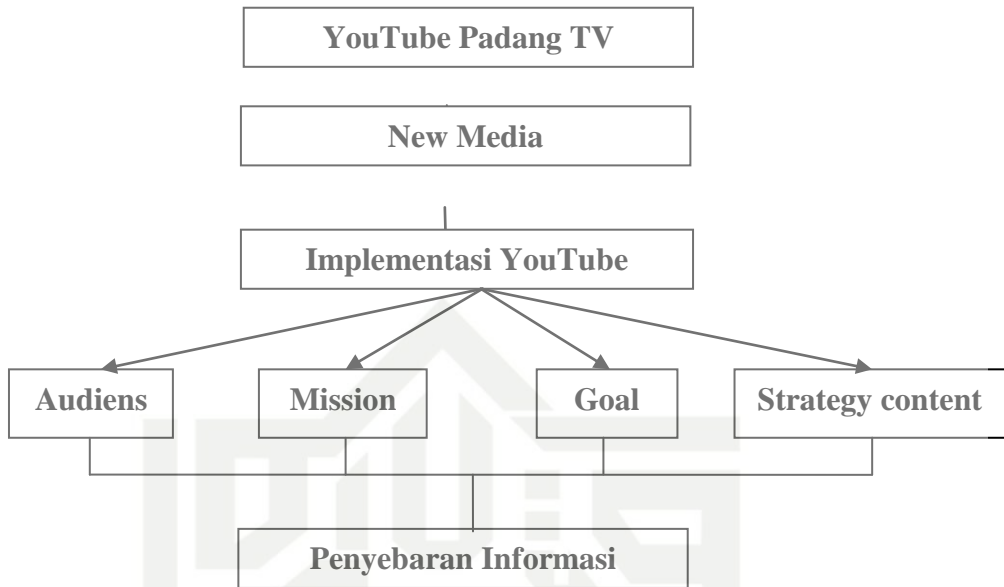 YouTube Padang TV
New Media
Implementasi YouTube
Audiens
Mission
Goal
Strategy content
Penyebaran Informasi